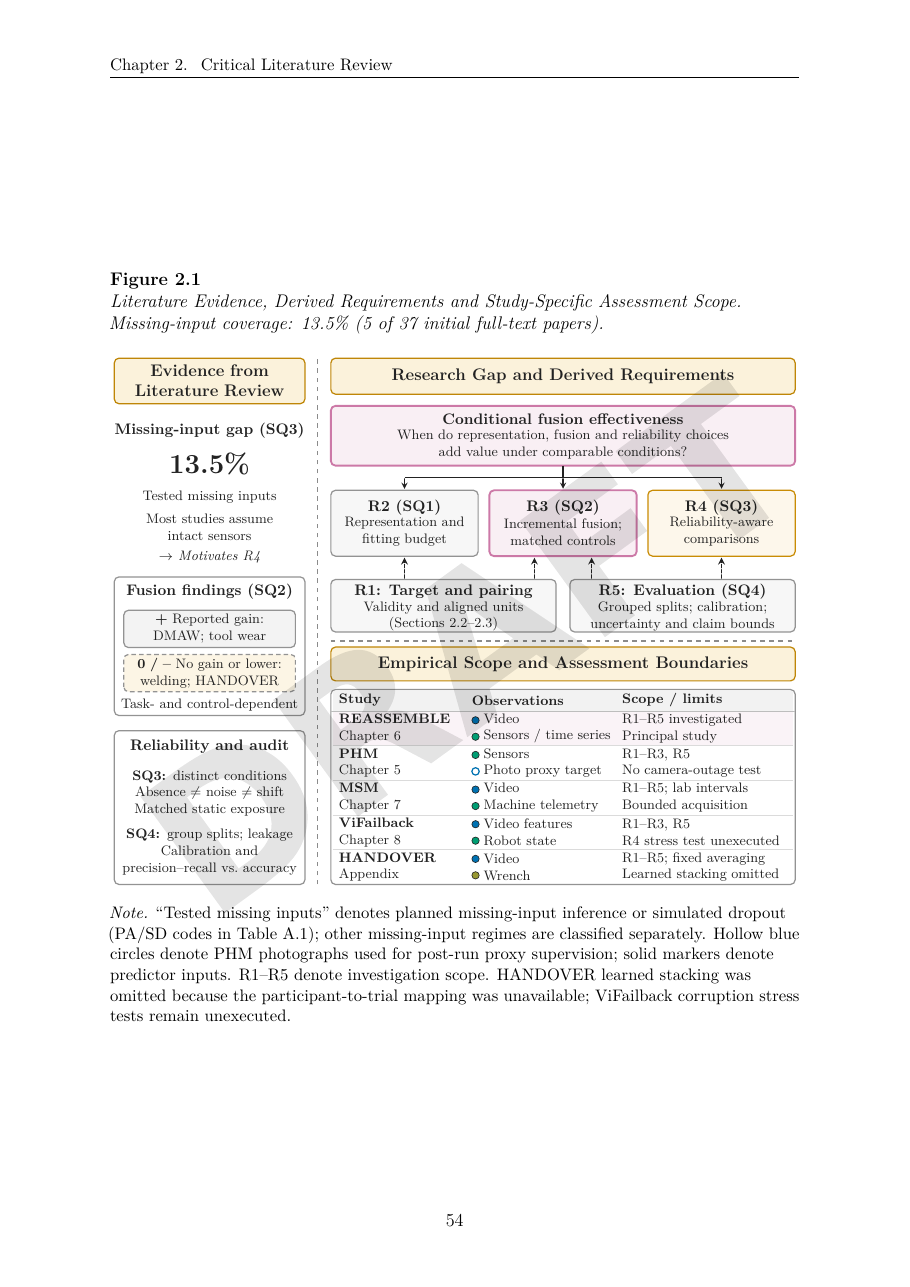 Chapter 2. Critical Literature Review
Figure 2.1
Literature Evidence, Derived Requirements and Study-Specific Assessment Scope.
Missing-input coverage: 13.5% (5 of 37 initial full-text papers).
Evidence from
Literature Review
Missing-input gap (SQ3)
13.5%
Tested missing inputs
Most studies assume
intact sensors
→ Motivates R4
Fusion findings (SQ2)
+ Reported gain:
DMAW; tool wear
0 / – No gain or lower:
welding; HANDOVER
Task- and control-dependent
Reliability and audit
SQ3: distinct conditions
Absence ≠ noise ≠ shift
Matched static exposure
SQ4: group splits; leakage
Calibration and
precision–recall vs. accuracy
Research Gap and Derived Requirements
Conditional fusion effectiveness
When do representation, fusion and reliability choices
add value under comparable conditions?
R2 (SQ1)
Representation and
fitting budget
R3 (SQ2)
Incremental fusion;
matched controls
R4 (SQ3)
Reliability-aware
comparisons
R1: Target and pairing
Validity and aligned units
(Sections 2.2–2.3)
R5: Evaluation (SQ4)
Grouped splits; calibration;
uncertainty and claim bounds
Empirical Scope and Assessment Boundaries
Study Observations Scope / limits
REASSEMBLE Video R1–R5 investigated
Chapter 6 Sensors / time series Principal study
PHM Sensors R1–R3, R5
Chapter 5 Photo proxy target No camera-outage test
MSM Video R1–R5; lab intervals
Chapter 7 Machine telemetry Bounded acquisition
ViFailback Video features R1–R3, R5
Chapter 8 Robot state R4 stress test unexecuted
HANDOVER Video R1–R5; fixed averaging
Appendix Wrench Learned stacking omitted
DRAFT
Note. “Tested missing inputs” denotes planned missing-input inference or simulated dropout
(PA/SD codes in Table A.1); other missing-input regimes are classified separately. Hollow blue
circles denote PHM photographs used for post-run proxy supervision; solid markers denote
predictor inputs. R1–R5 denote investigation scope. HANDOVER learned stacking was
omitted because the participant-to-trial mapping was unavailable; ViFailback corruption stress
tests remain unexecuted.
54